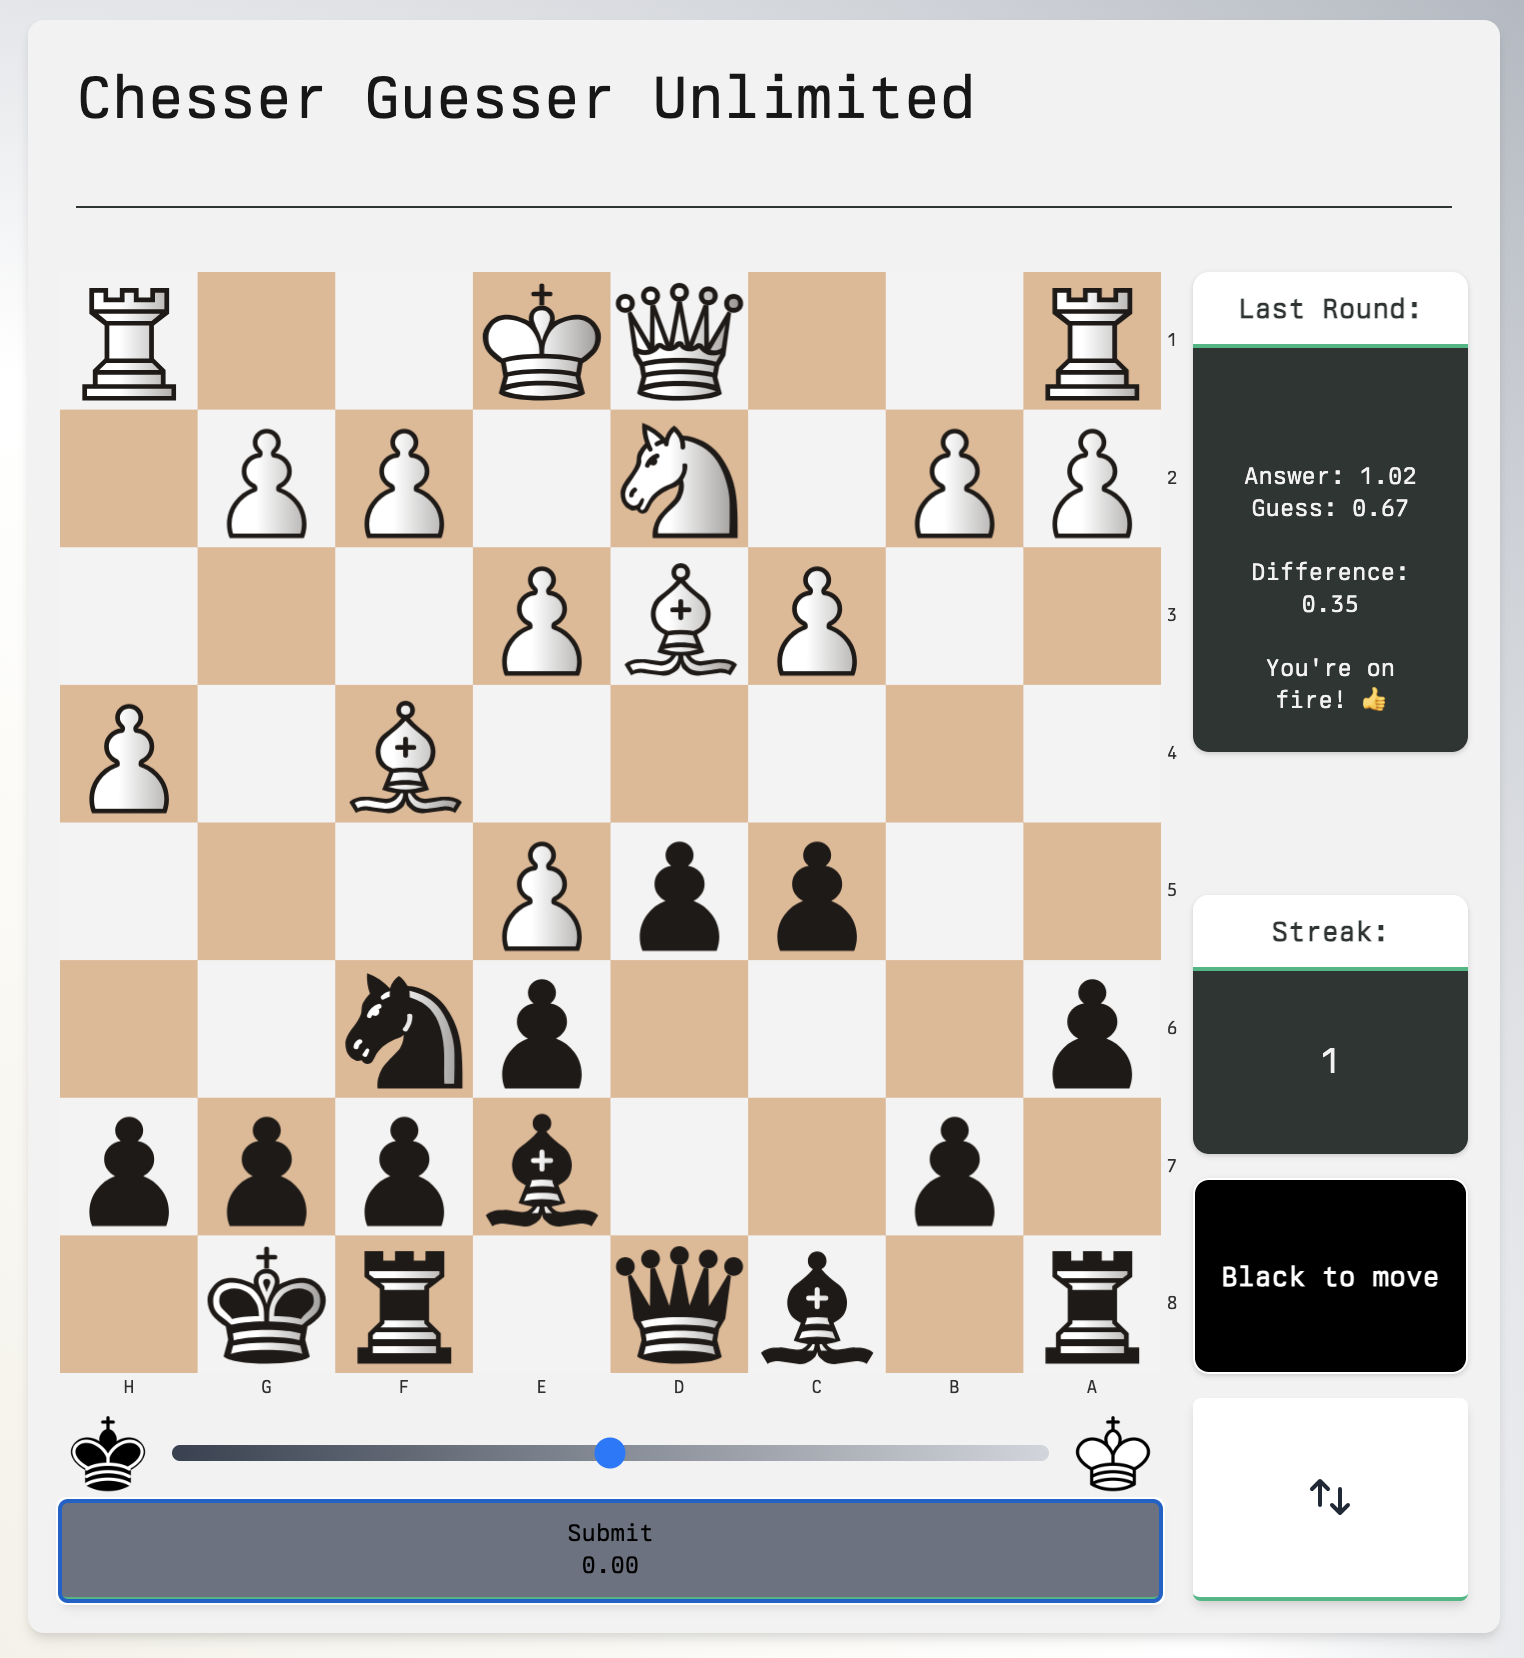 Chesser Guesser Unlimited
Last Round:
Answer: 1.02
Guess: 0.67
Difference:
0.35
You're on
fire! 👍
Streak:
1
Black to move
1
2
3
4
5
6
7
8
H G F E D C B A
Submit
0.00